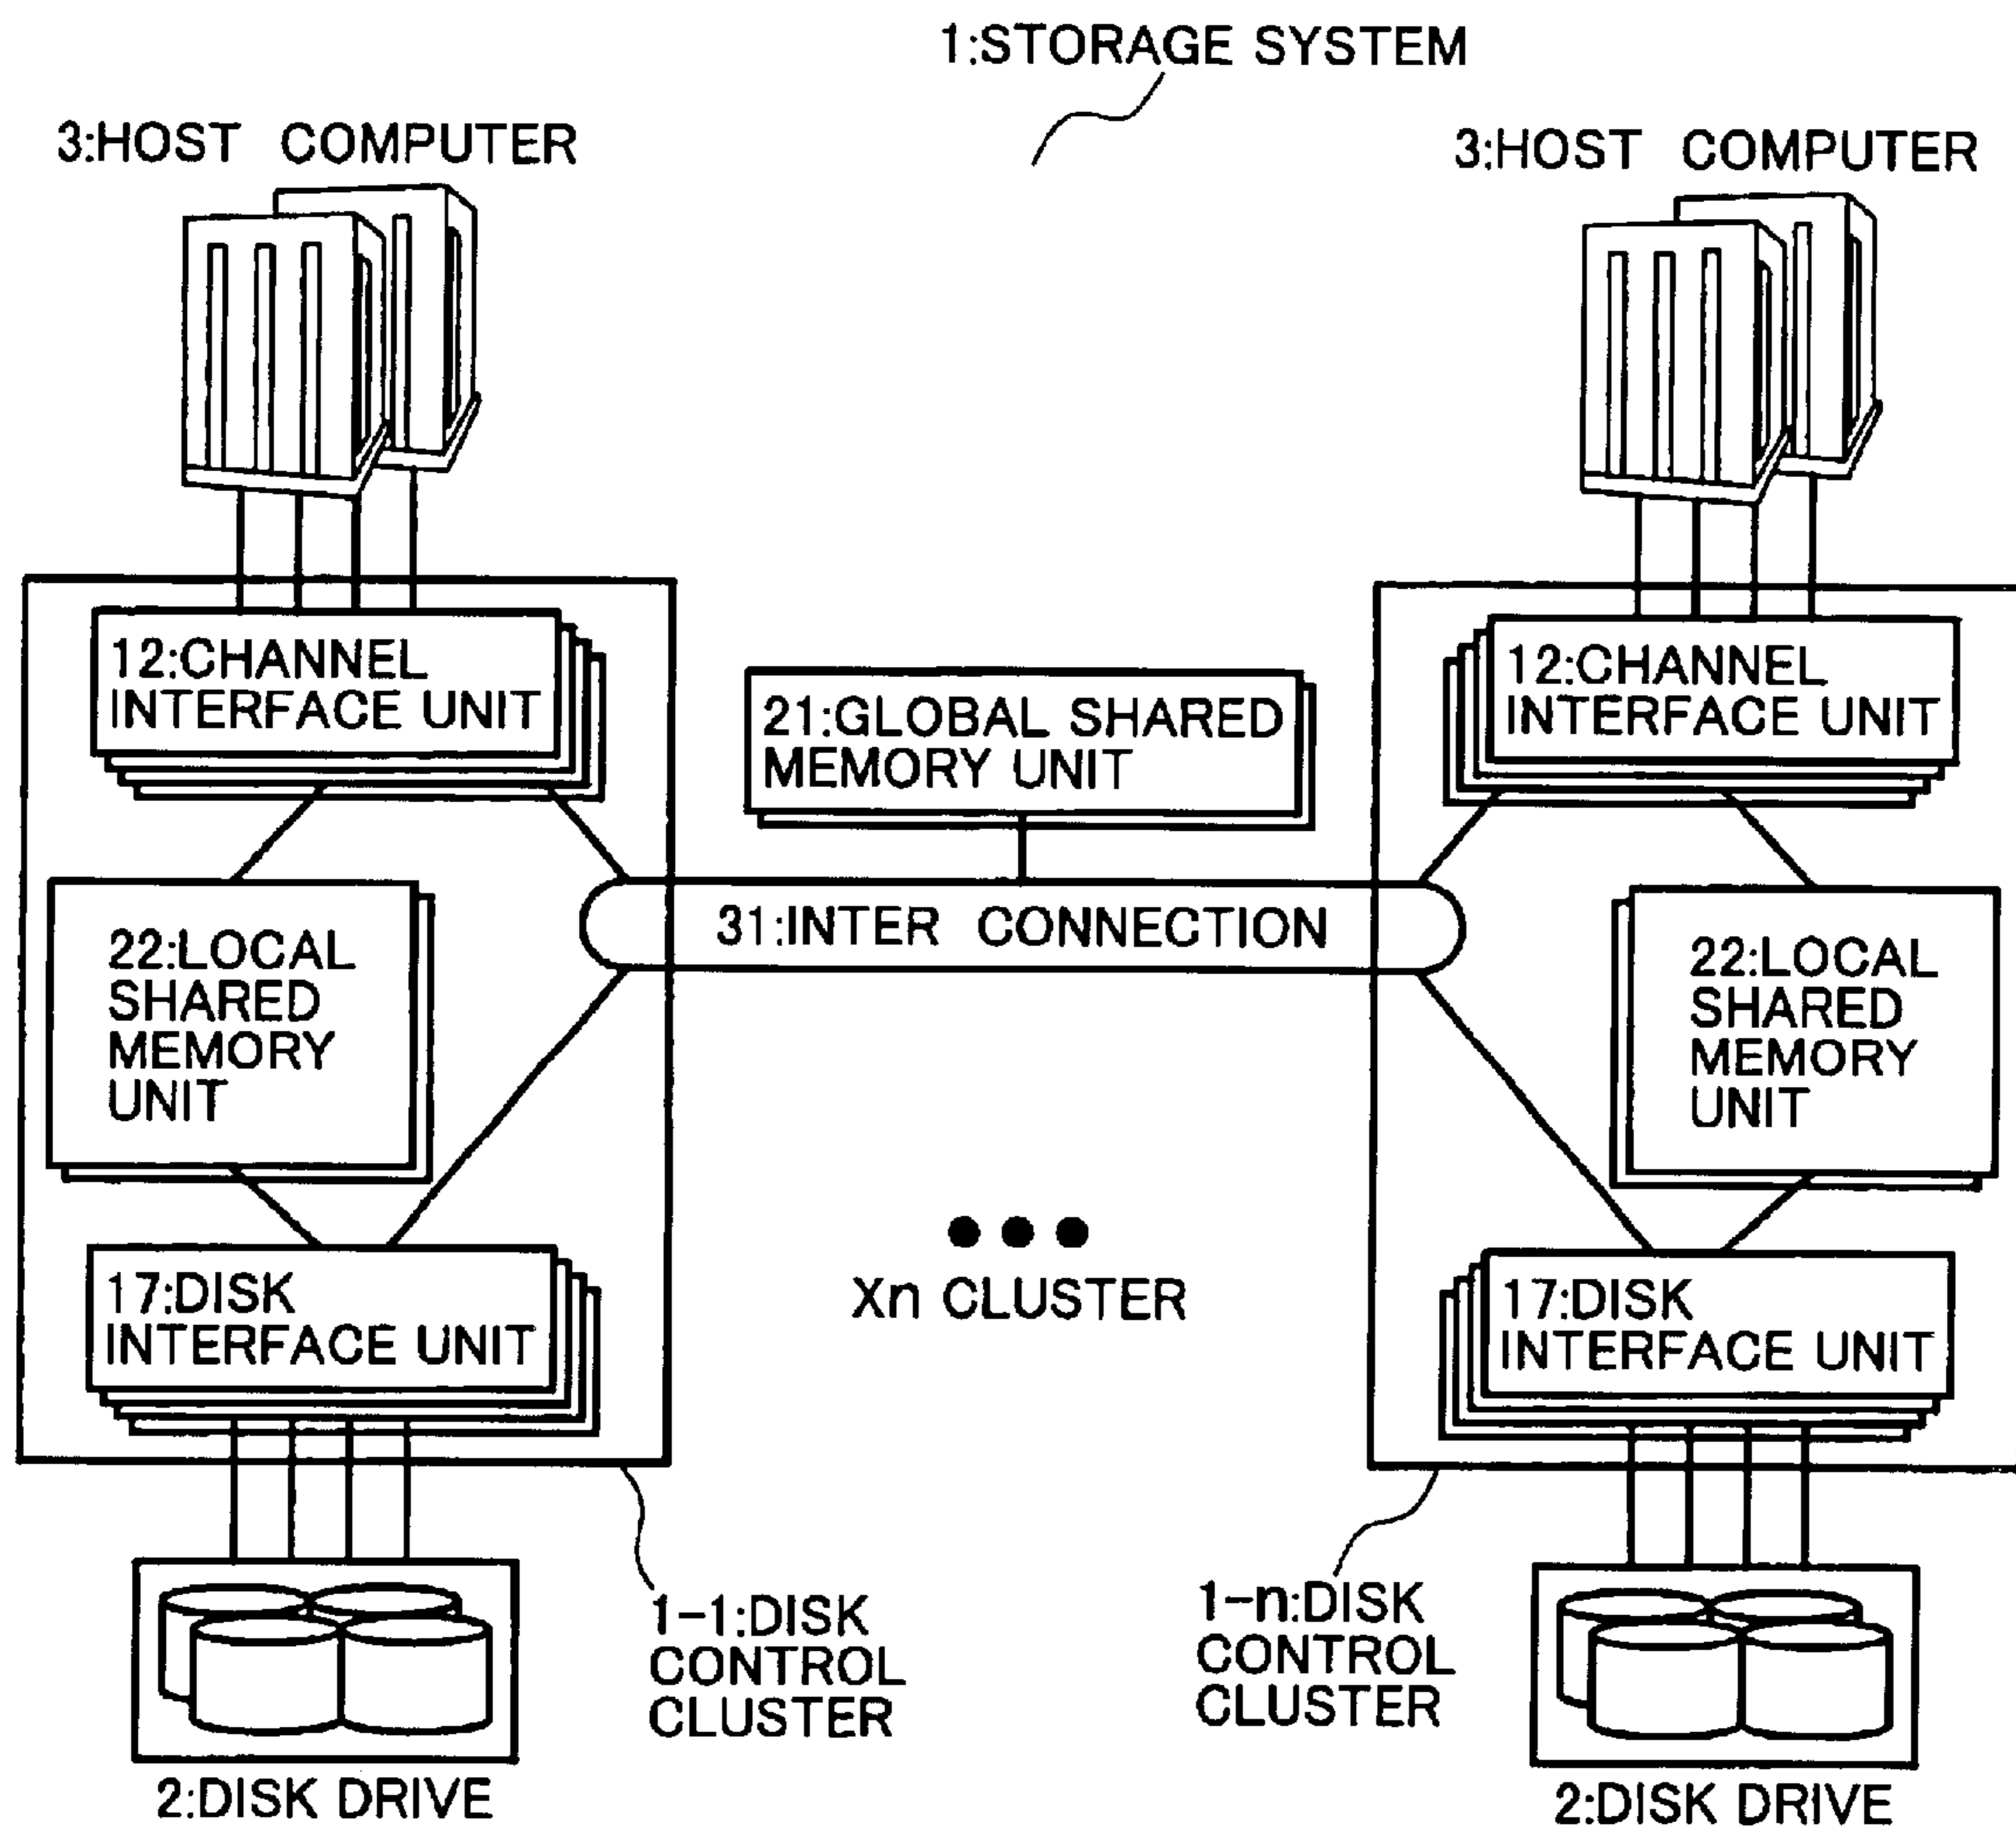 1:STORAGE SYSTEM
3:HOST COMPUTER
3:HOST COMPUTER
12:CHANNEL
INTERFACE UNIT
21:GLOBAL SHARED
MEMORY UNIT
12:CHANNEL
INTERFACE UNIT
31:INTER CONNECTION
22:LOCAL
SHARED
MEMORY
UNIT
22:LOCAL
SHARED
MEMORY
UNIT
17:DISK
INTERFACE UNIT
Xn CLUSTER
17:DISK
INTERFACE UNIT
1-1:DISK
CONTROL
CLUSTER
1-n:DISK
CONTROL
CLUSTER
2:DISK DRIVE
2:DISK DRIVE